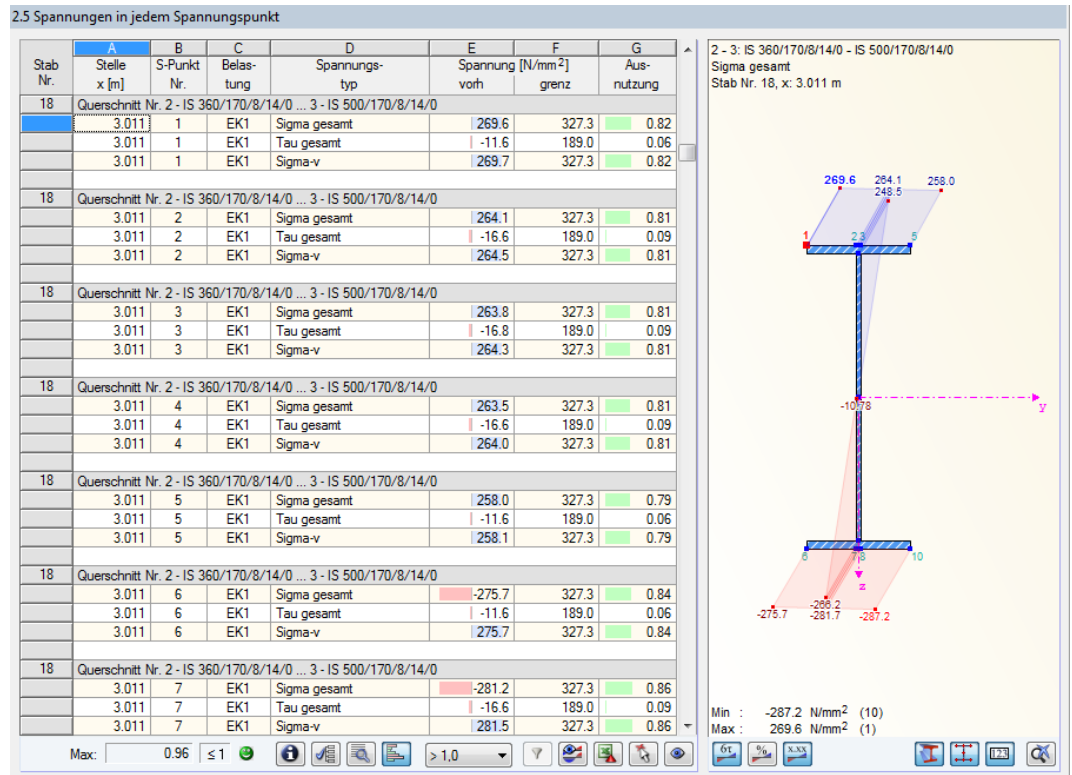 2.5 Spannungen in jedem Spannungspunkt
A B C D E F G
Stab Stelle S-Punkt Belas- Spannungs- Spannung [N/mm²] Aus-
Nr. x [m] Nr. tung typ vorh grenz nutzung
18 Querschnitt Nr. 2 - IS 360/170/8/14/0 ... 3 - IS 500/170/8/14/0
3.011 1 EK1 Sigma gesamt 269.6 327.3 0.82
3.011 1 EK1 Tau gesamt -11.6 189.0 0.06
3.011 1 EK1 Sigma-v 269.7 327.3 0.82
18 Querschnitt Nr. 2 - IS 360/170/8/14/0 ... 3 - IS 500/170/8/14/0
3.011 2 EK1 Sigma gesamt 264.1 327.3 0.81
3.011 2 EK1 Tau gesamt -16.6 189.0 0.09
3.011 2 EK1 Sigma-v 264.5 327.3 0.81
18 Querschnitt Nr. 2 - IS 360/170/8/14/0 ... 3 - IS 500/170/8/14/0
3.011 3 EK1 Sigma gesamt 263.8 327.3 0.81
3.011 3 EK1 Tau gesamt -16.8 189.0 0.09
3.011 3 EK1 Sigma-v 264.3 327.3 0.81
18 Querschnitt Nr. 2 - IS 360/170/8/14/0 ... 3 - IS 500/170/8/14/0
3.011 4 EK1 Sigma gesamt 263.5 327.3 0.81
3.011 4 EK1 Tau gesamt -16.6 189.0 0.09
3.011 4 EK1 Sigma-v 264.0 327.3 0.81
18 Querschnitt Nr. 2 - IS 360/170/8/14/0 ... 3 - IS 500/170/8/14/0
3.011 5 EK1 Sigma gesamt 258.0 327.3 0.79
3.011 5 EK1 Tau gesamt -11.6 189.0 0.06
3.011 5 EK1 Sigma-v 258.1 327.3 0.79
18 Querschnitt Nr. 2 - IS 360/170/8/14/0 ... 3 - IS 500/170/8/14/0
3.011 6 EK1 Sigma gesamt -275.7 327.3 0.84
3.011 6 EK1 Tau gesamt -11.6 189.0 0.06
3.011 6 EK1 Sigma-v 275.7 327.3 0.84
18 Querschnitt Nr. 2 - IS 360/170/8/14/0 ... 3 - IS 500/170/8/14/0
3.011 7 EK1 Sigma gesamt -281.2 327.3 0.86
3.011 7 EK1 Tau gesamt -16.6 189.0 0.09
3.011 7 EK1 Sigma-v 281.5 327.3 0.86
Max: 0.96 ≤ 1 > 1,0
2 - 3: IS 360/170/8/14/0 - IS 500/170/8/14/0
Sigma gesamt
Stab Nr. 18, x: 3.011 m
269.6 264.1 258.0
248.5
1 2 3 5
y
6 7 8 10
z
-266.2
-275.7 -281.7 -287.2
Min : -287.2 N/mm² (10)
Max : 269.6 N/mm² (1)
6τ % x.xx 123